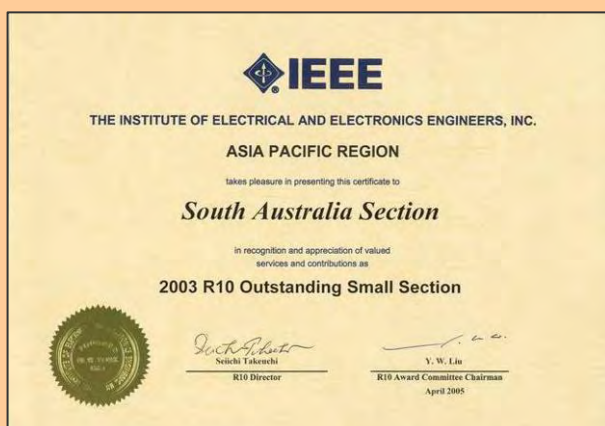 IEEE
THE INSTITUTE OF ELECTRICAL AND ELECTRONICS ENGINEERS, INC.
ASIA PACIFIC REGION
takes pleasure in presenting this certificate to
South Australia Section
in recognition and appreciation of valued
services and contributions as
2003 R10 Outstanding Small Section
Seiichi Takeuchi
R10 Director
Y. W. Liu
R10 Award Committee Chairman
April 2005